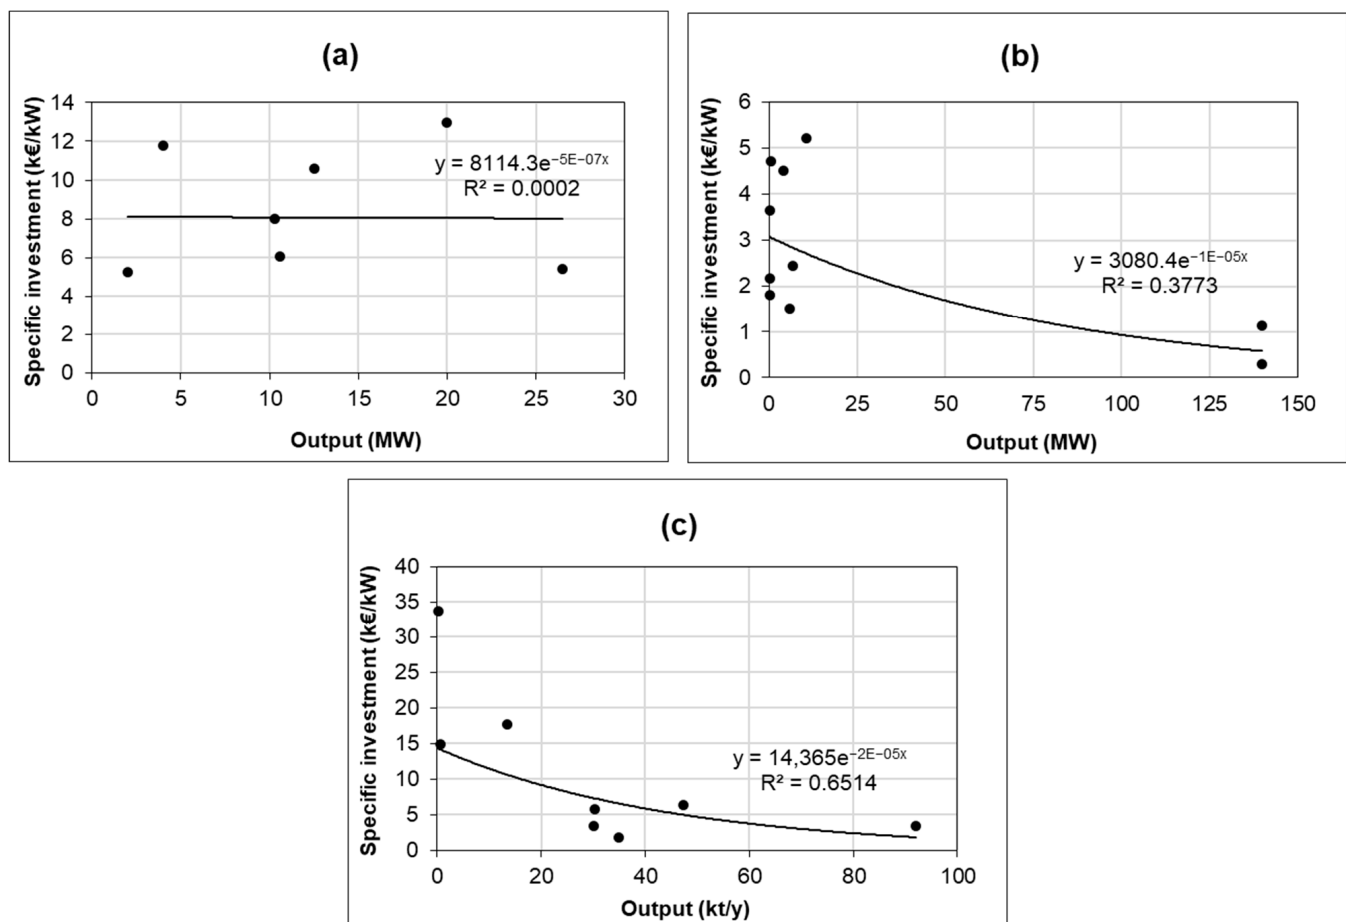 (a)
Specific investment (k€/kW)
14
12
10
8
6
4
2
0
y = 8114.3e−5E−07x
R² = 0.0002
0 5 10 15 20 25 30
Output (MW)
(b)
Specific investment (k€/kW)
6
5
4
3
2
1
0
y = 3080.4e−1E−05x
R² = 0.3773
0 25 50 75 100 125 150
Output (MW)
(c)
Specific investment (k€/kW)
40
35
30
25
20
15
10
5
0
y = 14,365e−2E−05x
R² = 0.6514
0 20 40 60 80 100
Output (kt/y)